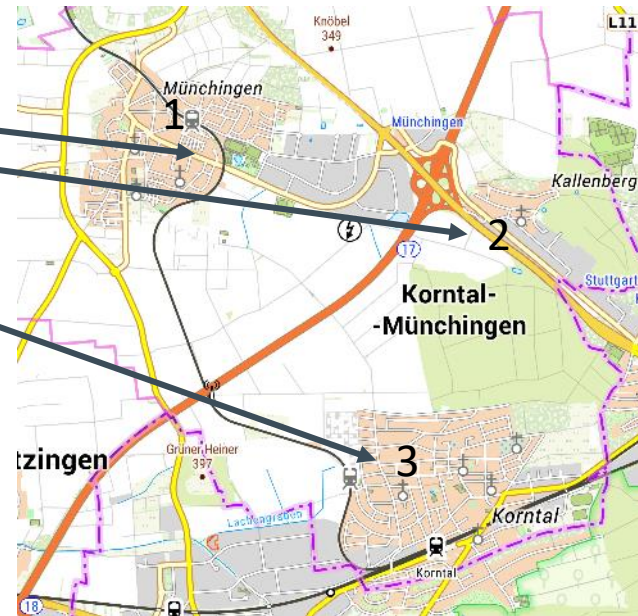 Knöbel
349
L11
Münchingen
1
Münchingen
Kallenberg
2
17
Stuttgart
Korntal-
-Münchingen
tzingen
Grüner Heiner
397
3
Lachengraben
Korntal
Korntal
18